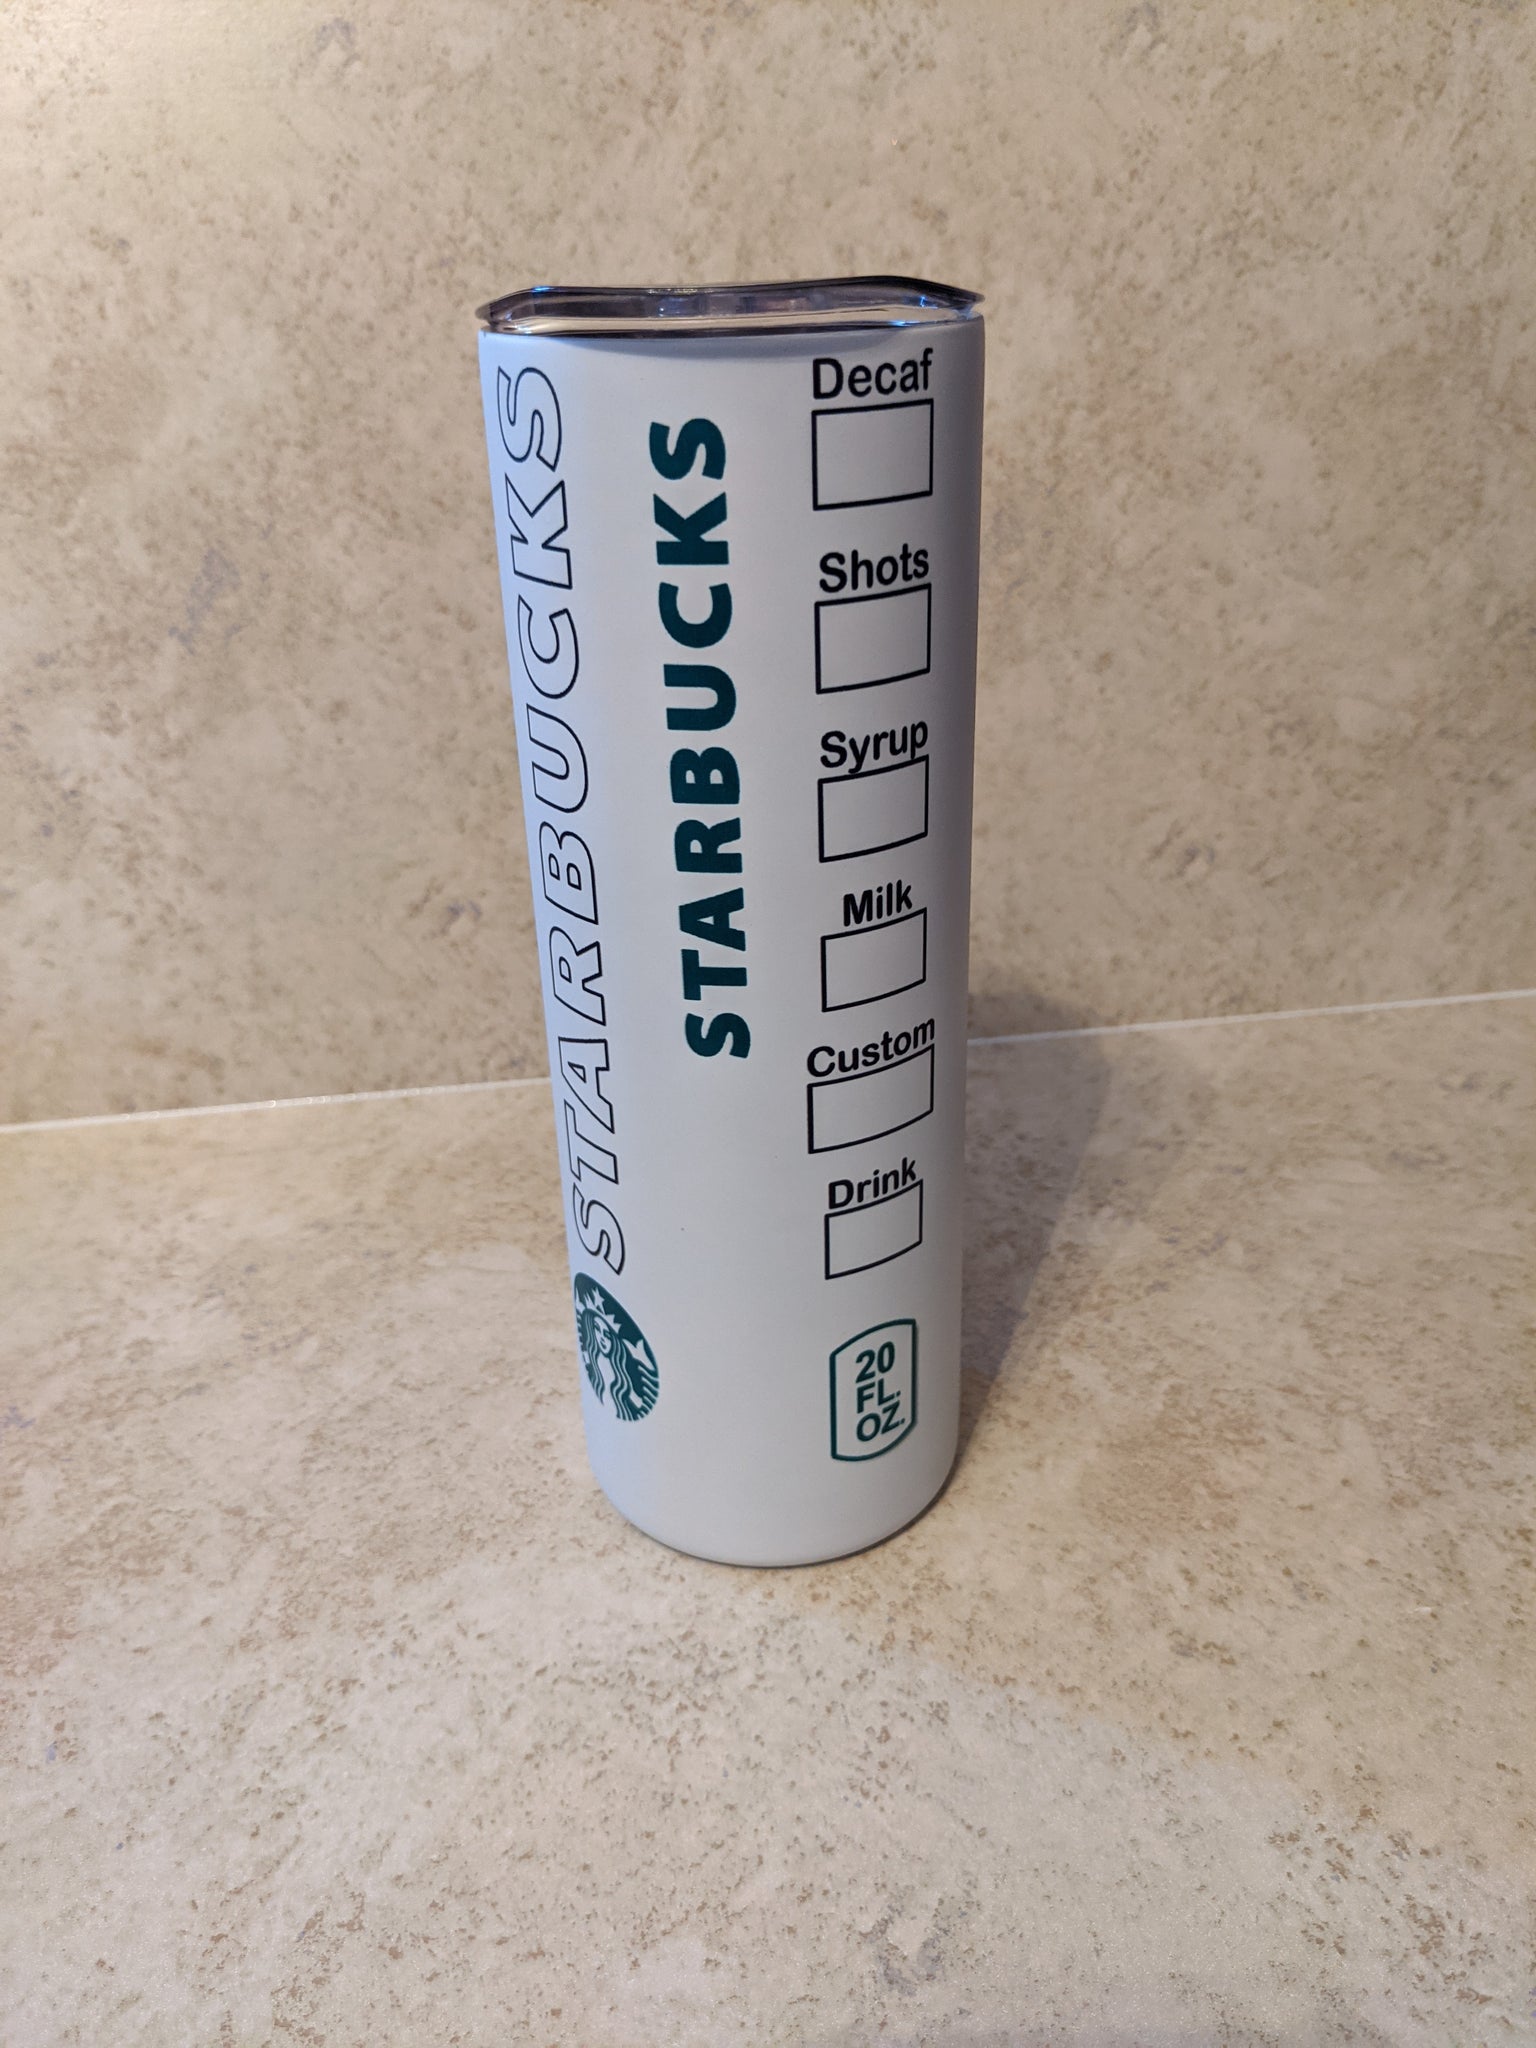 STARBUCKS
STARBUCKS
Decaf
Shots
Syrup
Milk
Custom
Drink
20
FL.
OZ.